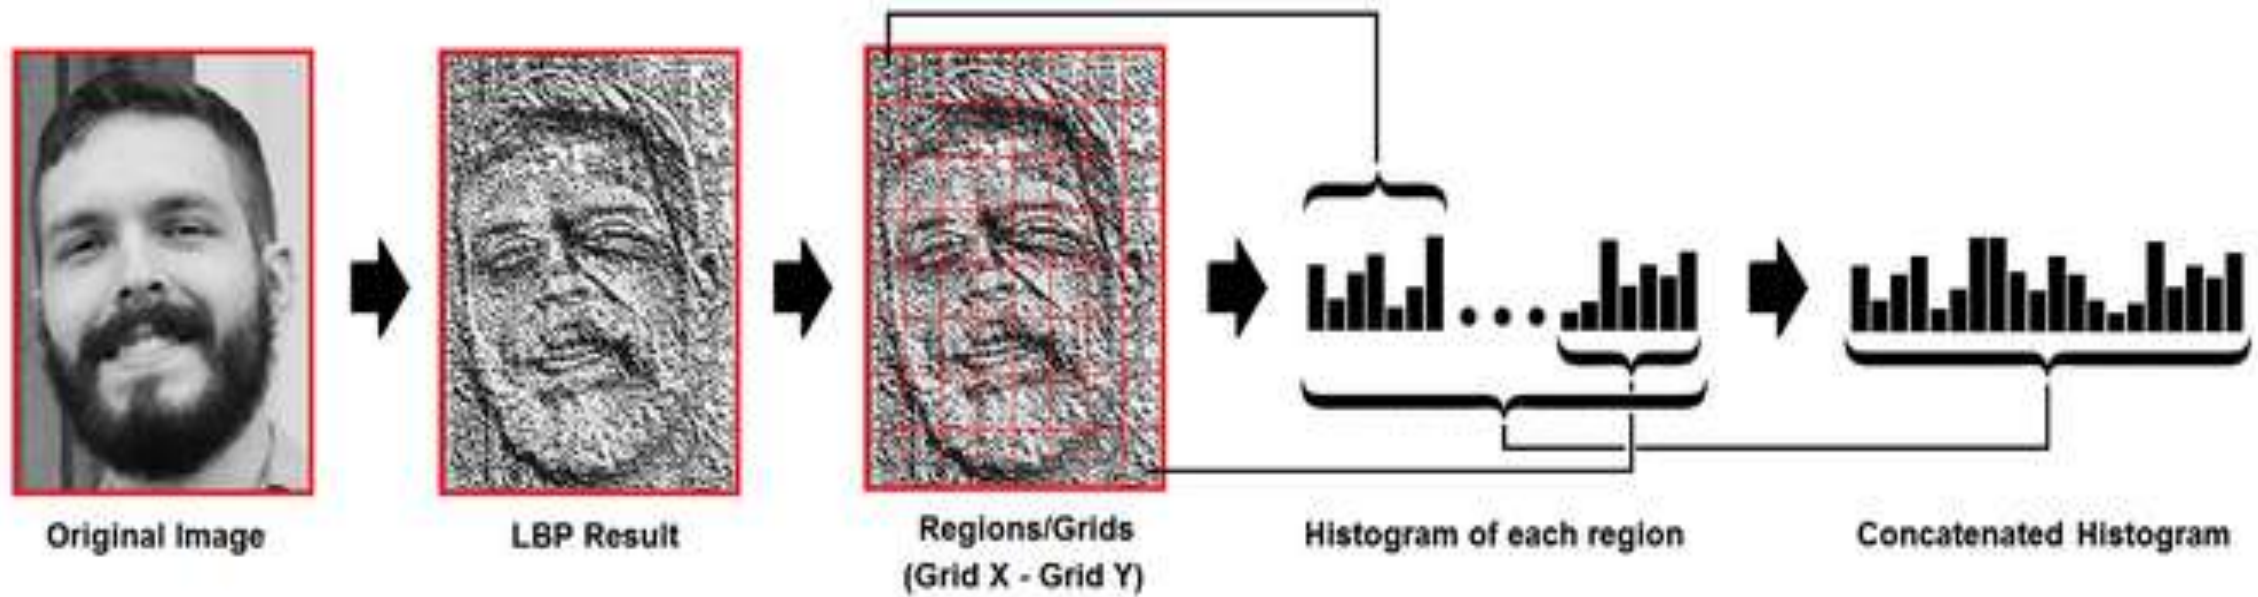 Original Image
LBP Result
Regions/Grids
(Grid X - Grid Y)
Histogram of each region
Concatenated Histogram